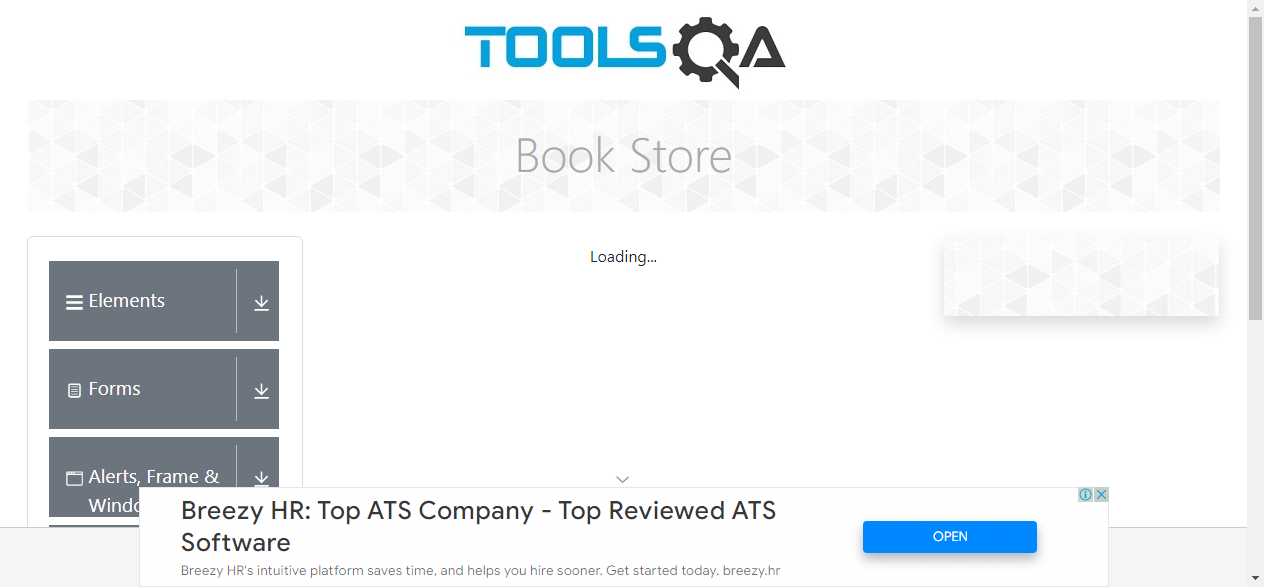 TOOLSQA
Book Store
Elements
Forms
Alerts, Frame &
Windo
Loading...
Breezy HR: Top ATS Company - Top Reviewed ATS
Software
Breezy HR's intuitive platform saves time, and helps you hire sooner. Get started today. breezy.hr
OPEN